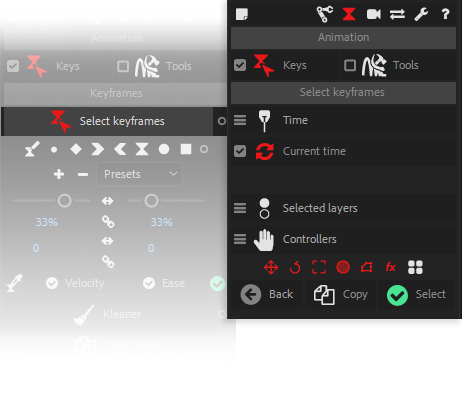 Animation
Keys Tools
Keyframes
Select keyframes
Presets
33% 33%
0 0
Velocity Ease
Kleaner
?
Animation
Keys Tools
Select keyframes
Time
Current time
Selected layers
Controllers
fx
Back Copy Select